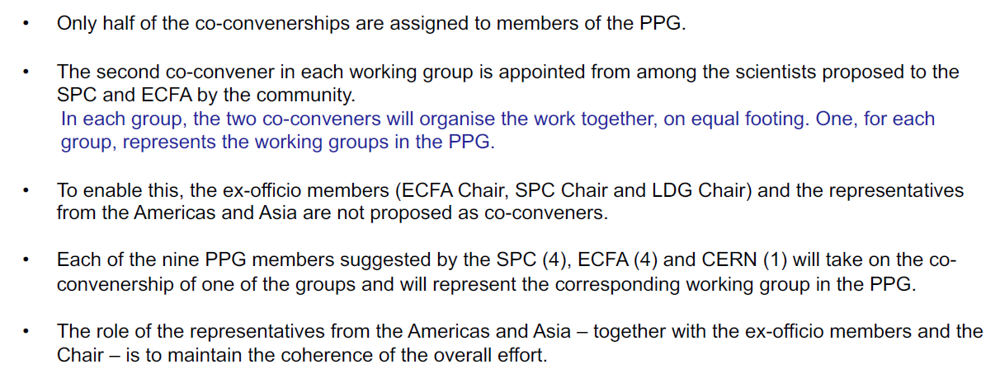 • Only half of the co-convenerships are assigned to members of the PPG.
• The second co-convener in each working group is appointed from among the scientists proposed to the
SPC and ECFA by the community.
In each group, the two co-conveners will organise the work together, on equal footing. One, for each
group, represents the working groups in the PPG.
• To enable this, the ex-officio members (ECFA Chair, SPC Chair and LDG Chair) and the representatives
from the Americas and Asia are not proposed as co-conveners.
• Each of the nine PPG members suggested by the SPC (4), ECFA (4) and CERN (1) will take on the co-
convenership of one of the groups and will represent the corresponding working group in the PPG.
• The role of the representatives from the Americas and Asia – together with the ex-officio members and the
Chair – is to maintain the coherence of the overall effort.